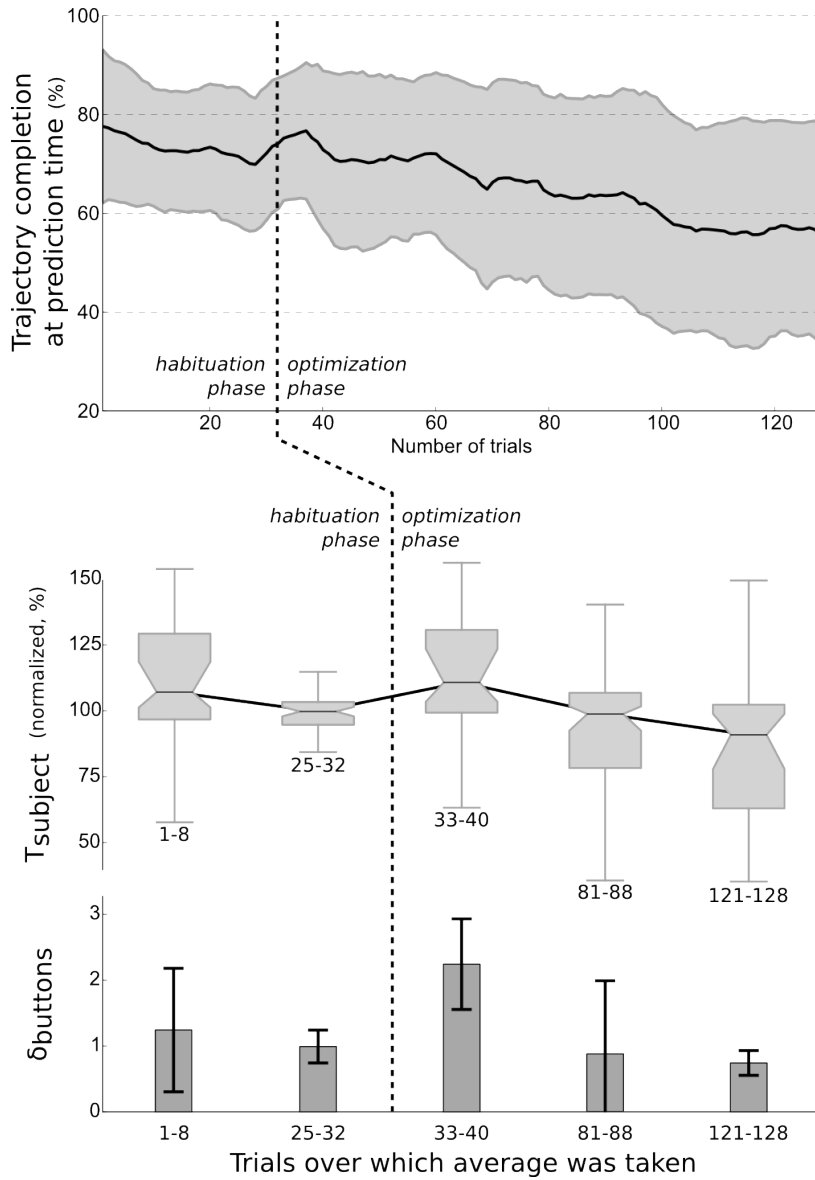 100
80
60
40
20
Trajectory completion
at prediction time (%)
habituation
phase
optimization
phase
20
40
60
80
100
120
Number of trials
habituation
phase
optimization
phase
150
125
100
75
50
Tsubject (normalized, %)
1-8
25-32
33-40
81-88
121-128
3
2
1
0
δbuttons
1-8
25-32
33-40
81-88
121-128
Trials over which average was taken